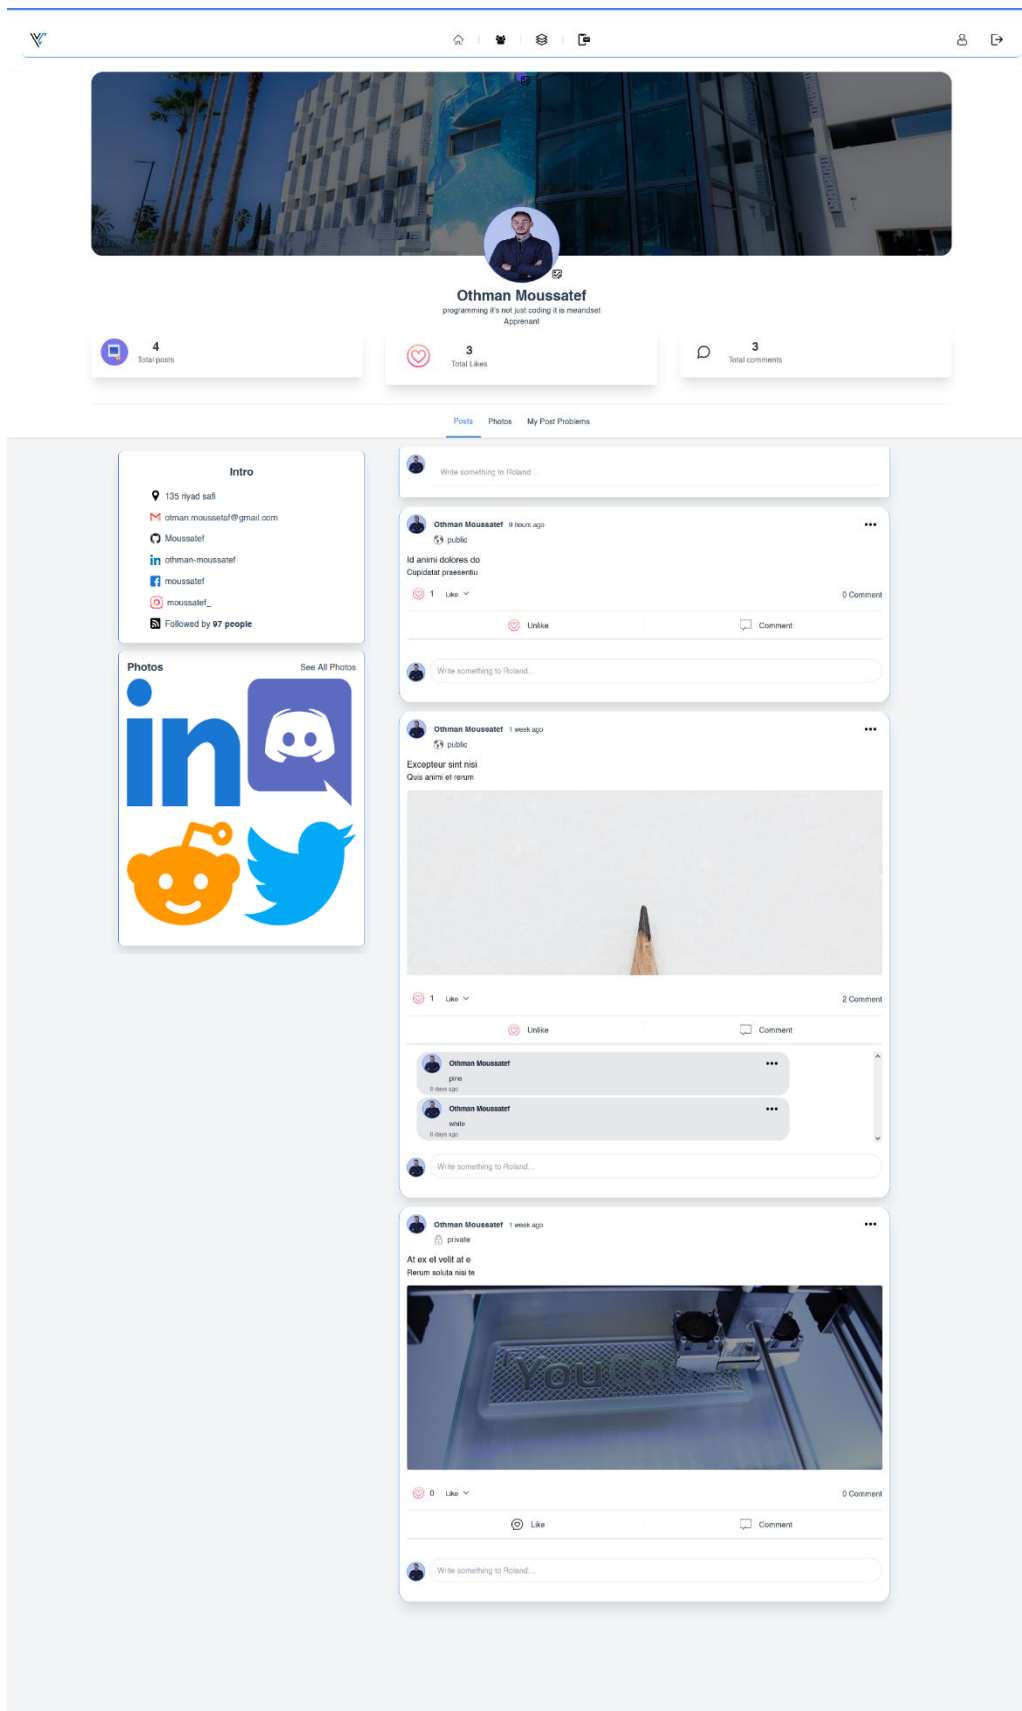 Othman Moussatef
programming it's not just coding it is meandset
Apprenant
4
Total posts
3
Total Likes
3
Total comments
Posts
Photos
My Post Problems
Intro
135 riyad safi
otman.moussetaf@gmail.com
Moussatef
othman-moussatef
moussatef
moussatef_
Followed by 97 people
Photos
See All Photos
Write something to Roland...
Othman Moussatef 9 hours ago
public
Id animi dolores do
Cupidatat praesentiu
1 Like
0 Comment
Unlike
Comment
Write something to Roland...
Othman Moussatef 1 week ago
public
Excepteur sint nisi
Quis animi et rerum
1 Like
2 Comment
Unlike
Comment
Othman Moussatef
pine
days ago
Othman Moussatef
white
days ago
Write something to Roland...
Othman Moussatef 1 week ago
private
At ex et velit at e
Rerum soluta nisi te
0 Like
0 Comment
Like
Comment
Write something to Roland...